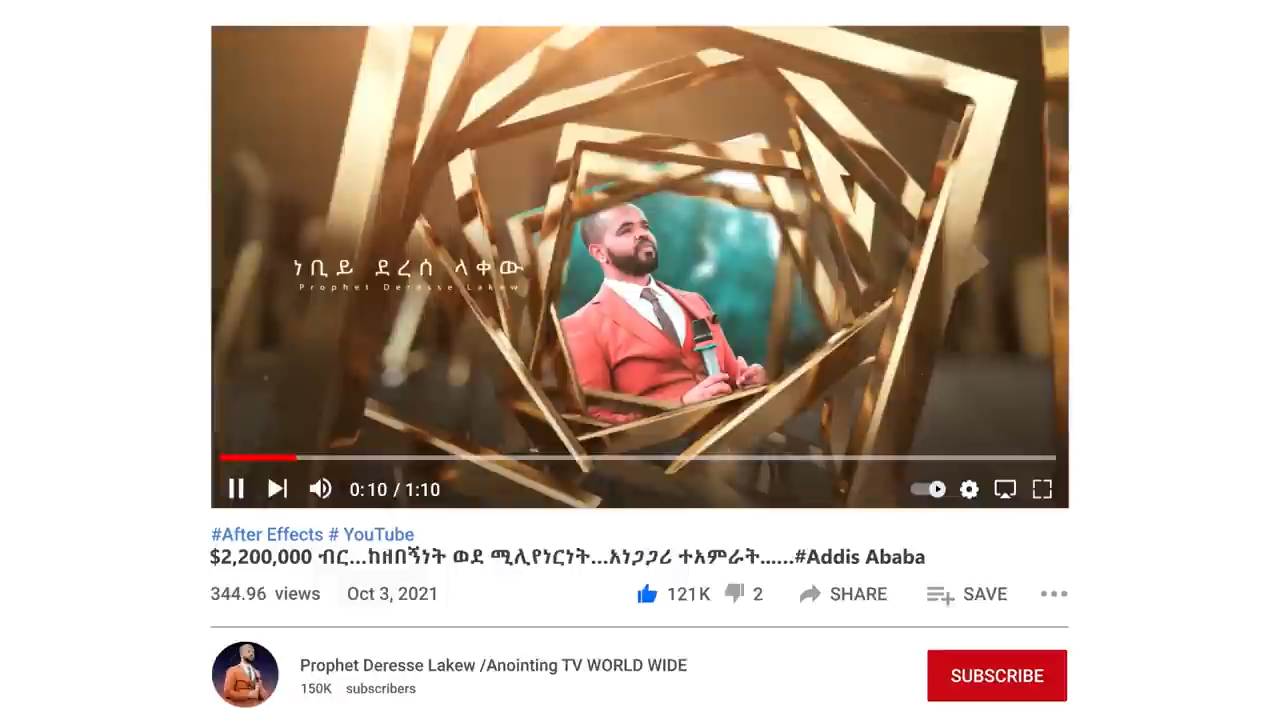 ነቢይ ደረሰ ላቀው
Prophet Deresse Lakew
0:10 / 1:10
#After Effects # YouTube
$2,200,000 ብር...ከዘበኝነት ወደ ሚሊየነርነት...አነጋጋሪ ተአምራት......#Addis Ababa
344.96 views Oct 3, 2021 121K 2 SHARE SAVE
Prophet Deresse Lakew /Anointing TV WORLD WIDE
150K subscribers
SUBSCRIBE